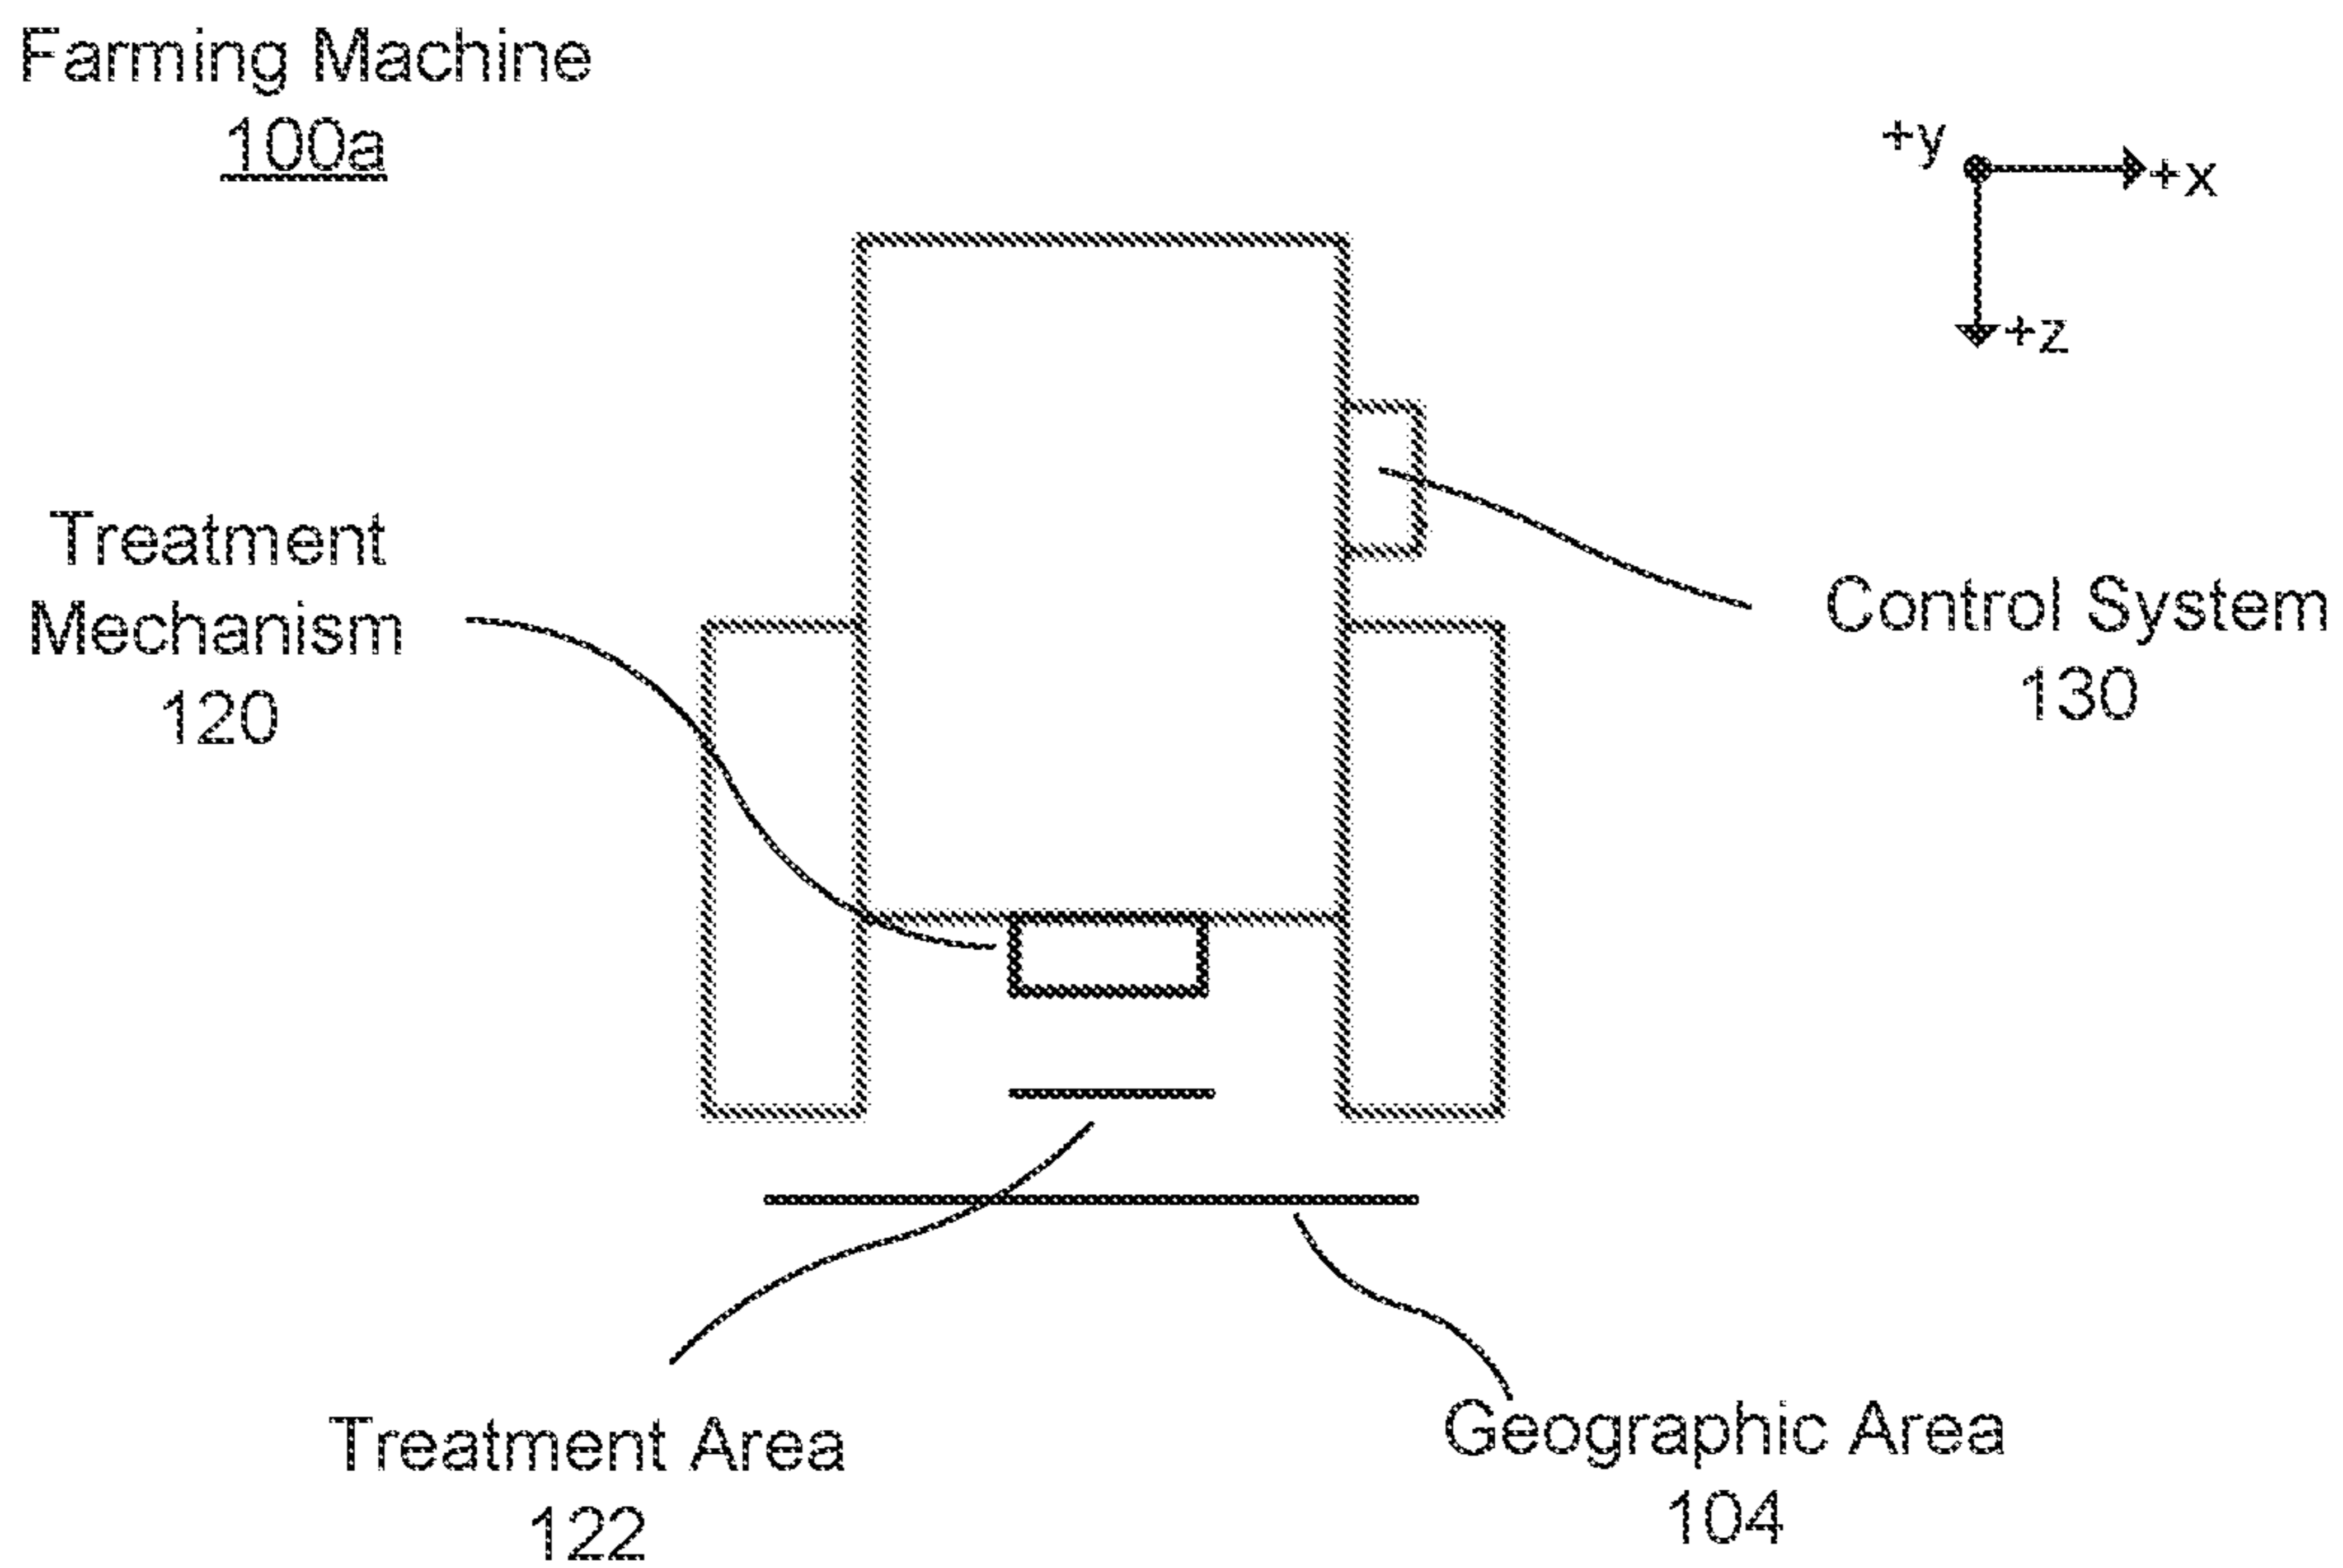 Farming Machine
100a
+y
+x
+z
Treatment
Mechanism
120
Control System
130
Treatment Area
122
Geographic Area
104